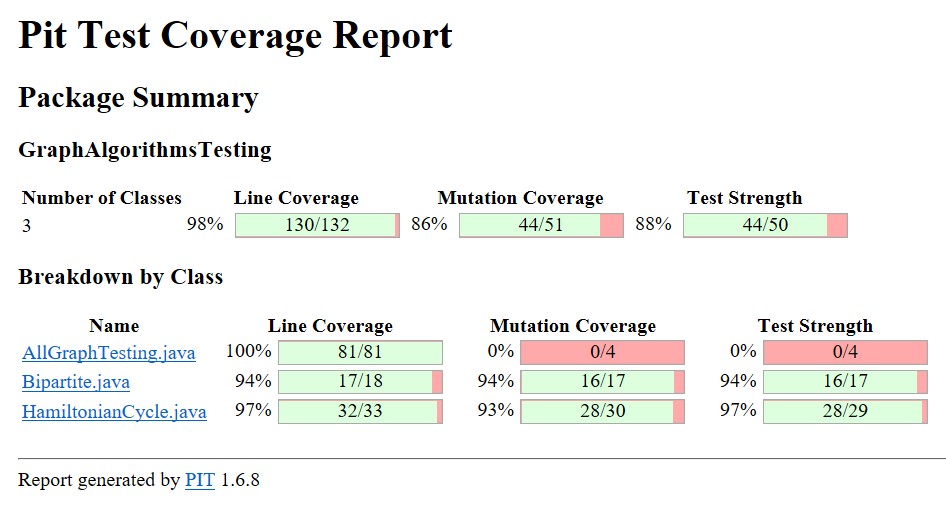 Pit Test Coverage Report
Package Summary
GraphAlgorithmsTesting
Number of Classes Line Coverage Mutation Coverage Test Strength
3 98% 130/132 86% 44/51 88% 44/50
Breakdown by Class
Name Line Coverage Mutation Coverage Test Strength
AllGraphTesting.java 100% 81/81 0% 0/4 0% 0/4
Bipartite.java 94% 17/18 94% 16/17 94% 16/17
HamiltonianCycle.java 97% 32/33 93% 28/30 97% 28/29
Report generated by PIT 1.6.8